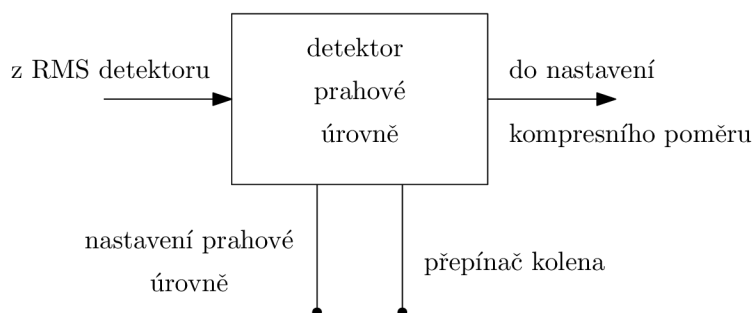 z RMS detektoru
detektor
prahové
úrovně
do nastavení
kompresního poměru
nastavení prahové
úrovně
přepínač kolena